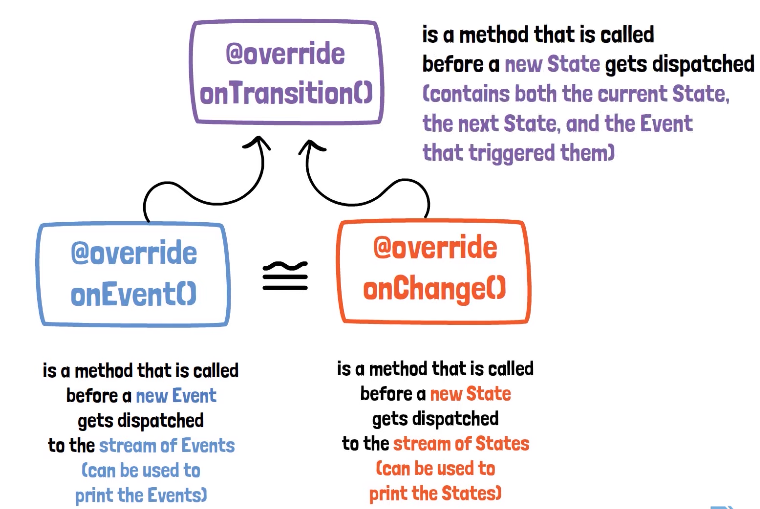 @override
onTransition()
is a method that is called
before a new State gets dispatched
(contains both the current State,
the next State, and the Event
that triggered them)
@override
onEvent()
≅
@override
onChange()
is a method that is called
before a new Event
gets dispatched
to the stream of Events
(can be used to
print the Events)
is a method that is called
before a new State
gets dispatched
to the stream of States
(can be used to
print the States)